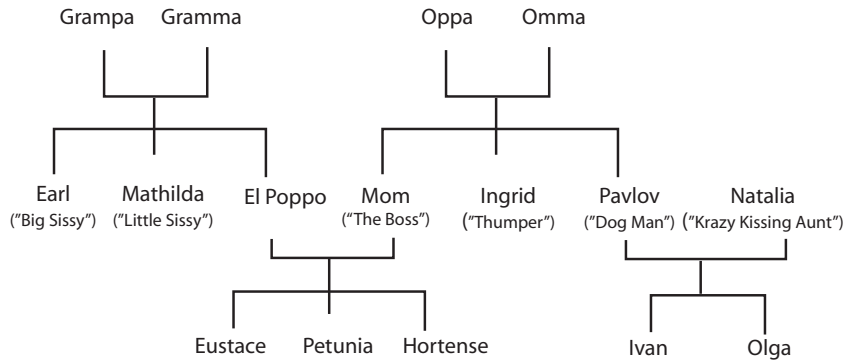 Grampa Gramma Oppa Omma
Earl Mathilda El Poppo Mom Ingrid Pavlov Natalia
("Big Sissy") ("Little Sissy") ("The Boss") ("Thumper") ("Dog Man") ("Krazy Kissing Aunt")
Eustace Petunia Hortense Ivan Olga